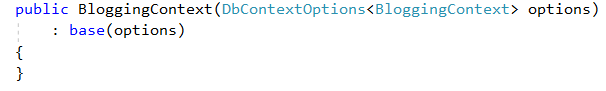 public BloggingContext(DbContextOptions<BloggingContext> options)
    : base(options)
{
}